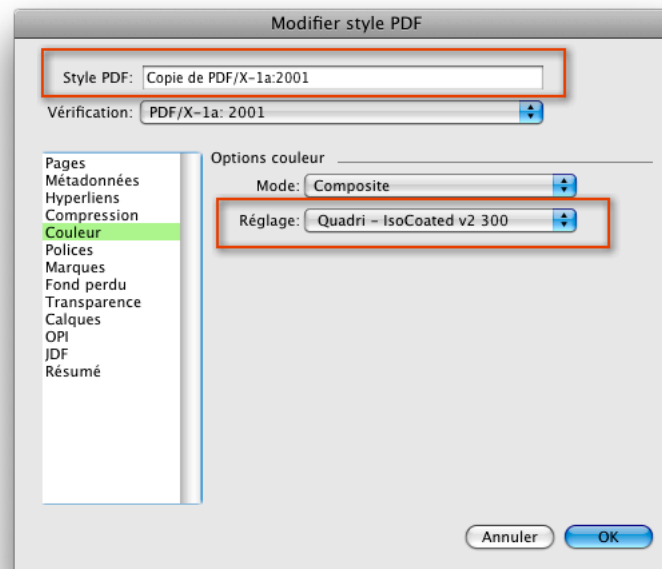 Modifier style PDF
Style PDF: Copie de PDF/X-1a:2001
Vérification: PDF/X-1a: 2001
Pages
Métadonnées
Hyperliens
Compression
Couleur
Polices
Marques
Fond perdu
Transparence
Calques
OPI
JDF
Résumé
Options couleur
Mode: Composite
Réglage: Quadri - IsoCoated v2 300
Annuler
OK